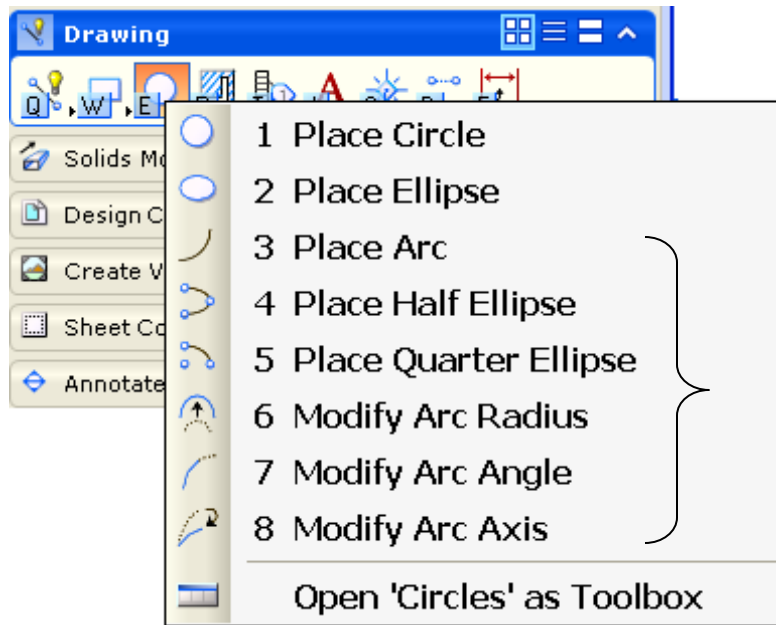 Drawing
Q W E
1 Place Circle
Solids Mo
2 Place Ellipse
Design C
3 Place Arc
Create V
4 Place Half Ellipse
Sheet Co
5 Place Quarter Ellipse
Annotate
6 Modify Arc Radius
7 Modify Arc Angle
8 Modify Arc Axis
Open 'Circles' as Toolbox